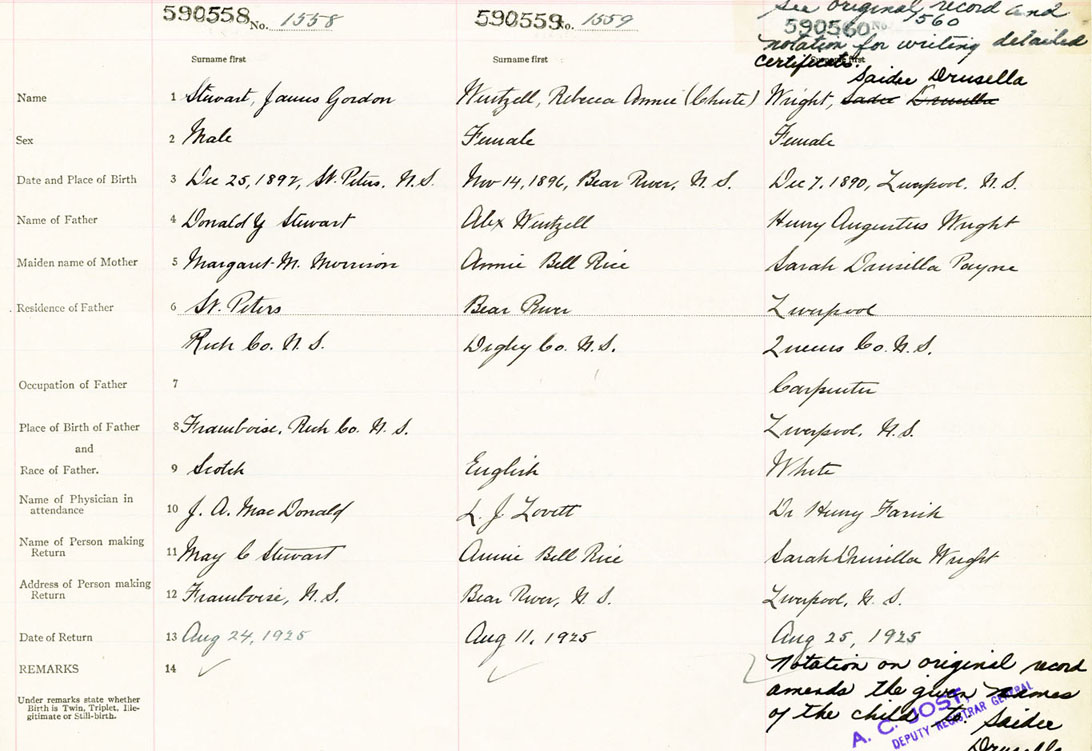 590558 No. 1558 590559 No. 1559 590560 No. 1560
See original record and
notation for writing detailed
certificate.
Surname first Surname first Surname first
Saidee Drusella
Name 1 Stewart, James Gordon Wentzell, Rebecca Annie (Chute) Wright, Sadie Drusella
Sex 2 Male Female Female
Date and Place of Birth 3 Dec 25, 1892, St. Peters, N.S. Nov 14, 1896, Bear River, N.S. Dec 7, 1890, Liverpool, N.S.
Name of Father 4 Donald Y Stewart Alex Wentzell Henry Augustus Wright
Maiden name of Mother 5 Margaret M. Morrison Annie Bell Rice Sarah Drusilla Payne
Residence of Father 6 St. Peters Bear River Liverpool
Rich Co. N.S. Digby Co. N.S. Queens Co. N.S.
Occupation of Father 7 Carpenter
Place of Birth of Father 8 Framboise, Rich Co. N.S. Liverpool, N.S.
and
Race of Father. 9 Scotch English White
Name of Physician in
attendance 10 J. A. MacDonald L. J. Lovett Dr Henry Farish
Name of Person making
Return 11 May C Stewart Annie Bell Rice Sarah Drusilla Wright
Address of Person making
Return 12 Framboise, N.S. Bear River, N.S. Liverpool, N.S.
Date of Return 13 Aug 24, 1925 Aug 11, 1925 Aug 25, 1925
REMARKS 14
Under remarks state whether
Birth is Twin, Triplet, Ille-
gitimate or Still-birth.
Notation on original record
amends the given names
of the child to Saidee
Drusella
A. C. JOST,
DEPUTY REGISTRAR GENERAL